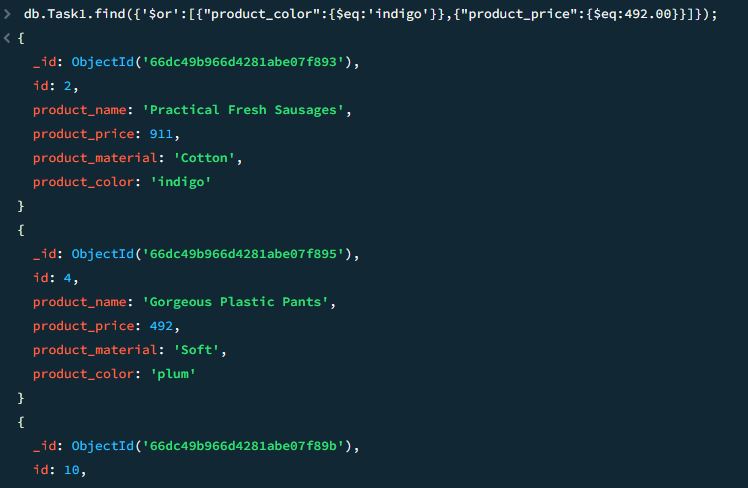 > db.Task1.find({'$or':[{"product_color":{$eq:'indigo'}},{"product_price":{$eq:492.00}}]});
< {
_id: ObjectId('66dc49b966d4281abe07f893'),
id: 2,
product_name: 'Practical Fresh Sausages',
product_price: 911,
product_material: 'Cotton',
product_color: 'indigo'
}
{
_id: ObjectId('66dc49b966d4281abe07f895'),
id: 4,
product_name: 'Gorgeous Plastic Pants',
product_price: 492,
product_material: 'Soft',
product_color: 'plum'
}
{
_id: ObjectId('66dc49b966d4281abe07f89b'),
id: 10,